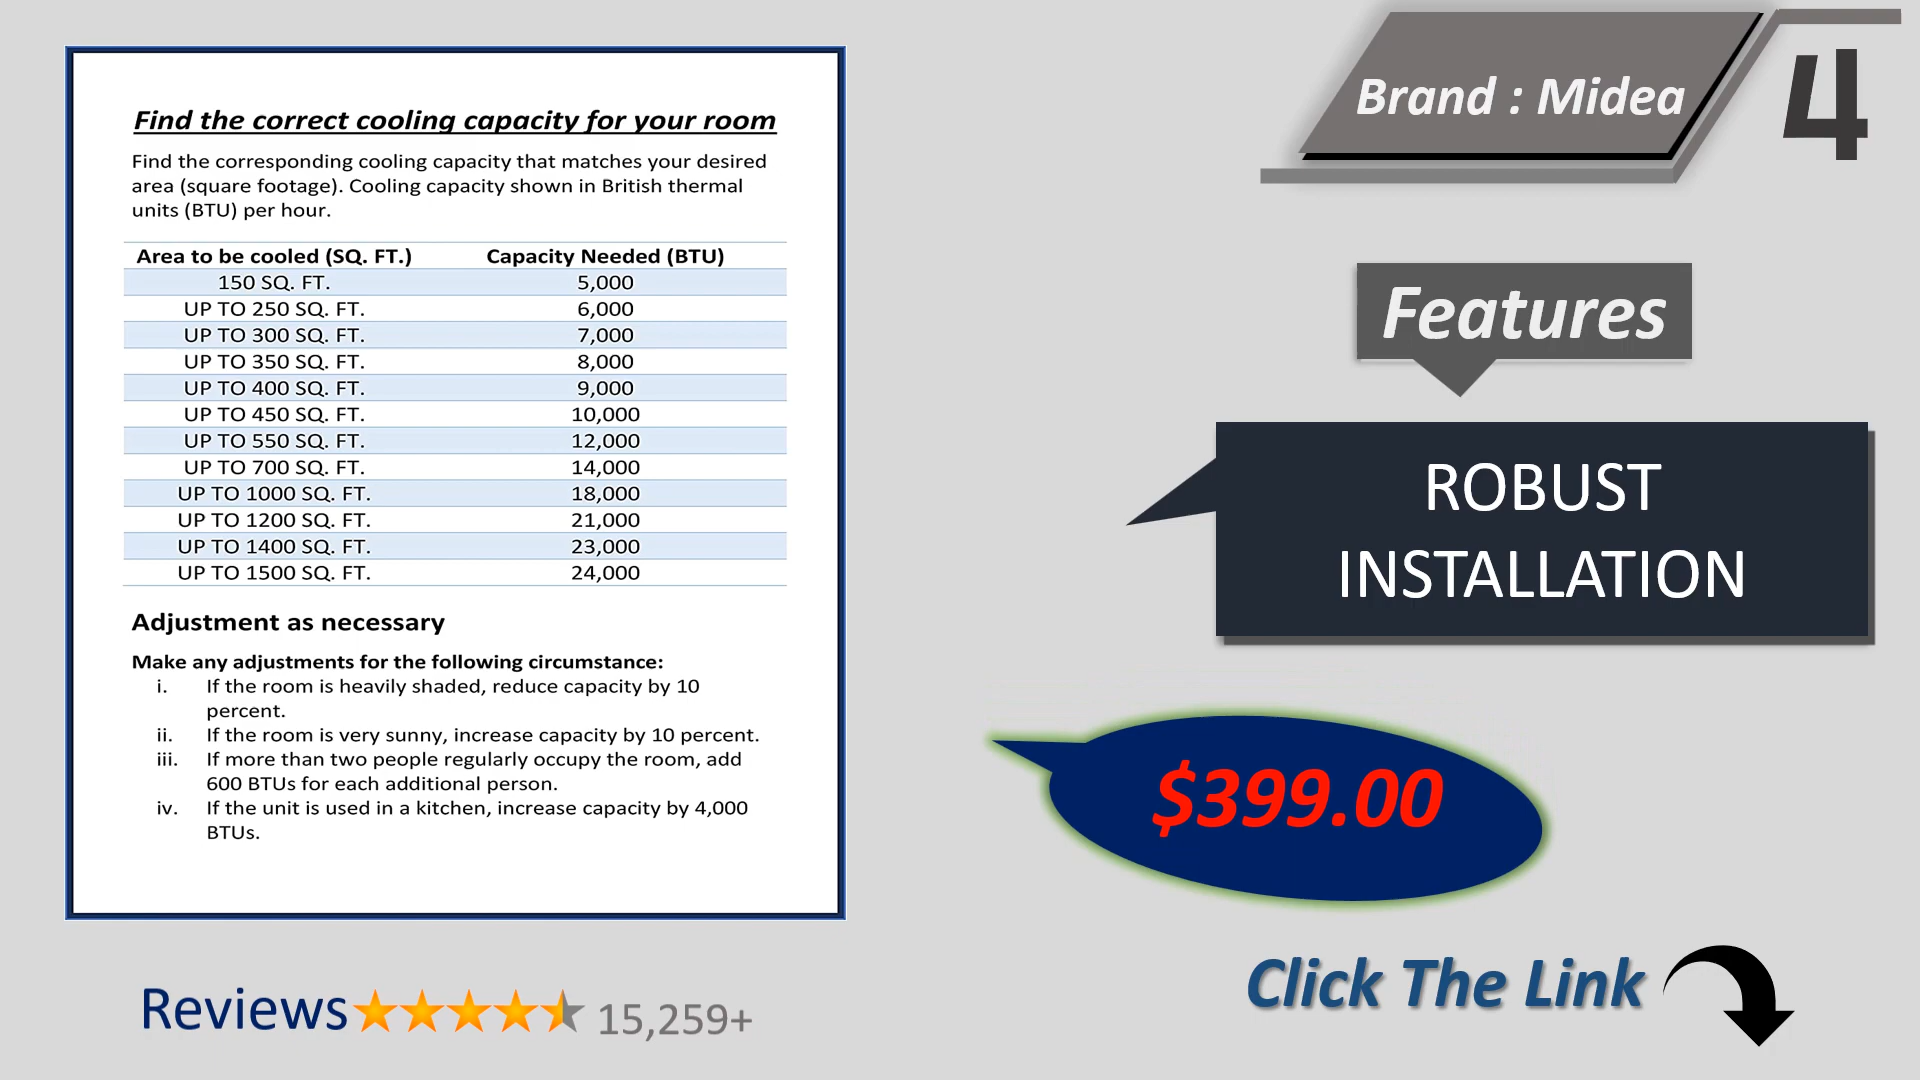 Find the correct cooling capacity for your room
Find the corresponding cooling capacity that matches your desired
area (square footage). Cooling capacity shown in British thermal
units (BTU) per hour.
Area to be cooled (SQ. FT.) Capacity Needed (BTU)
150 SQ. FT. 5,000
UP TO 250 SQ. FT. 6,000
UP TO 300 SQ. FT. 7,000
UP TO 350 SQ. FT. 8,000
UP TO 400 SQ. FT. 9,000
UP TO 450 SQ. FT. 10,000
UP TO 550 SQ. FT. 12,000
UP TO 700 SQ. FT. 14,000
UP TO 1000 SQ. FT. 18,000
UP TO 1200 SQ. FT. 21,000
UP TO 1400 SQ. FT. 23,000
UP TO 1500 SQ. FT. 24,000
Adjustment as necessary
Make any adjustments for the following circumstance:
i. If the room is heavily shaded, reduce capacity by 10
percent.
ii. If the room is very sunny, increase capacity by 10 percent.
iii. If more than two people regularly occupy the room, add
600 BTUs for each additional person.
iv. If the unit is used in a kitchen, increase capacity by 4,000
BTUs.
Reviews 15,259+
Brand : Midea
4
Features
ROBUST
INSTALLATION
$399.00
Click The Link